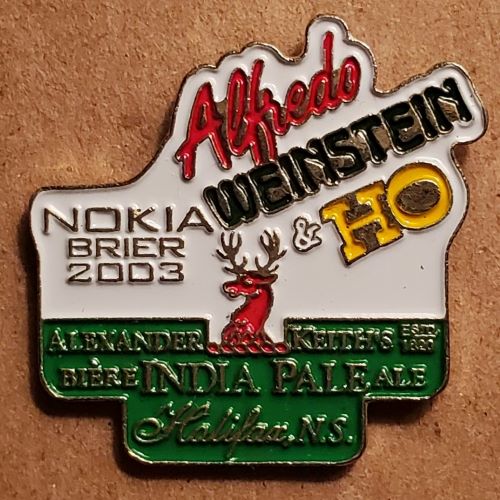 Alfredo
WEINSTEIN
& HO
NOKIA
BRIER
2003
ALEXANDER KEITH'S
BIÈRE INDIA PALE ALE
Halifax, N.S.